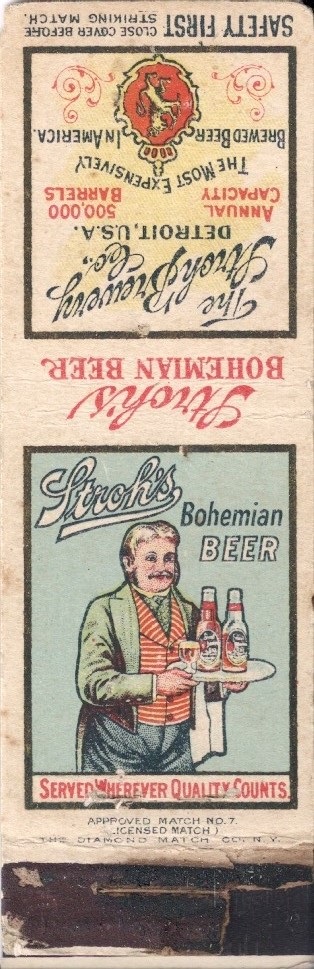 SAFETY FIRST
CLOSE COVER BEFORE
STRIKING MATCH.
BREWED BEER IN AMERICA.
THE MOST EXPENSIVELY
ANNUAL CAPACITY
500,000 BARRELS
DETROIT, U.S.A.
The Stroh Brewery Co.,
Stroh's
BOHEMIAN BEER.
Stroh's
Bohemian
BEER
SERVED WHEREVER QUALITY COUNTS.
APPROVED MATCH NO. 7.
LICENSED MATCH)
THE DIAMOND MATCH CO., N.Y.